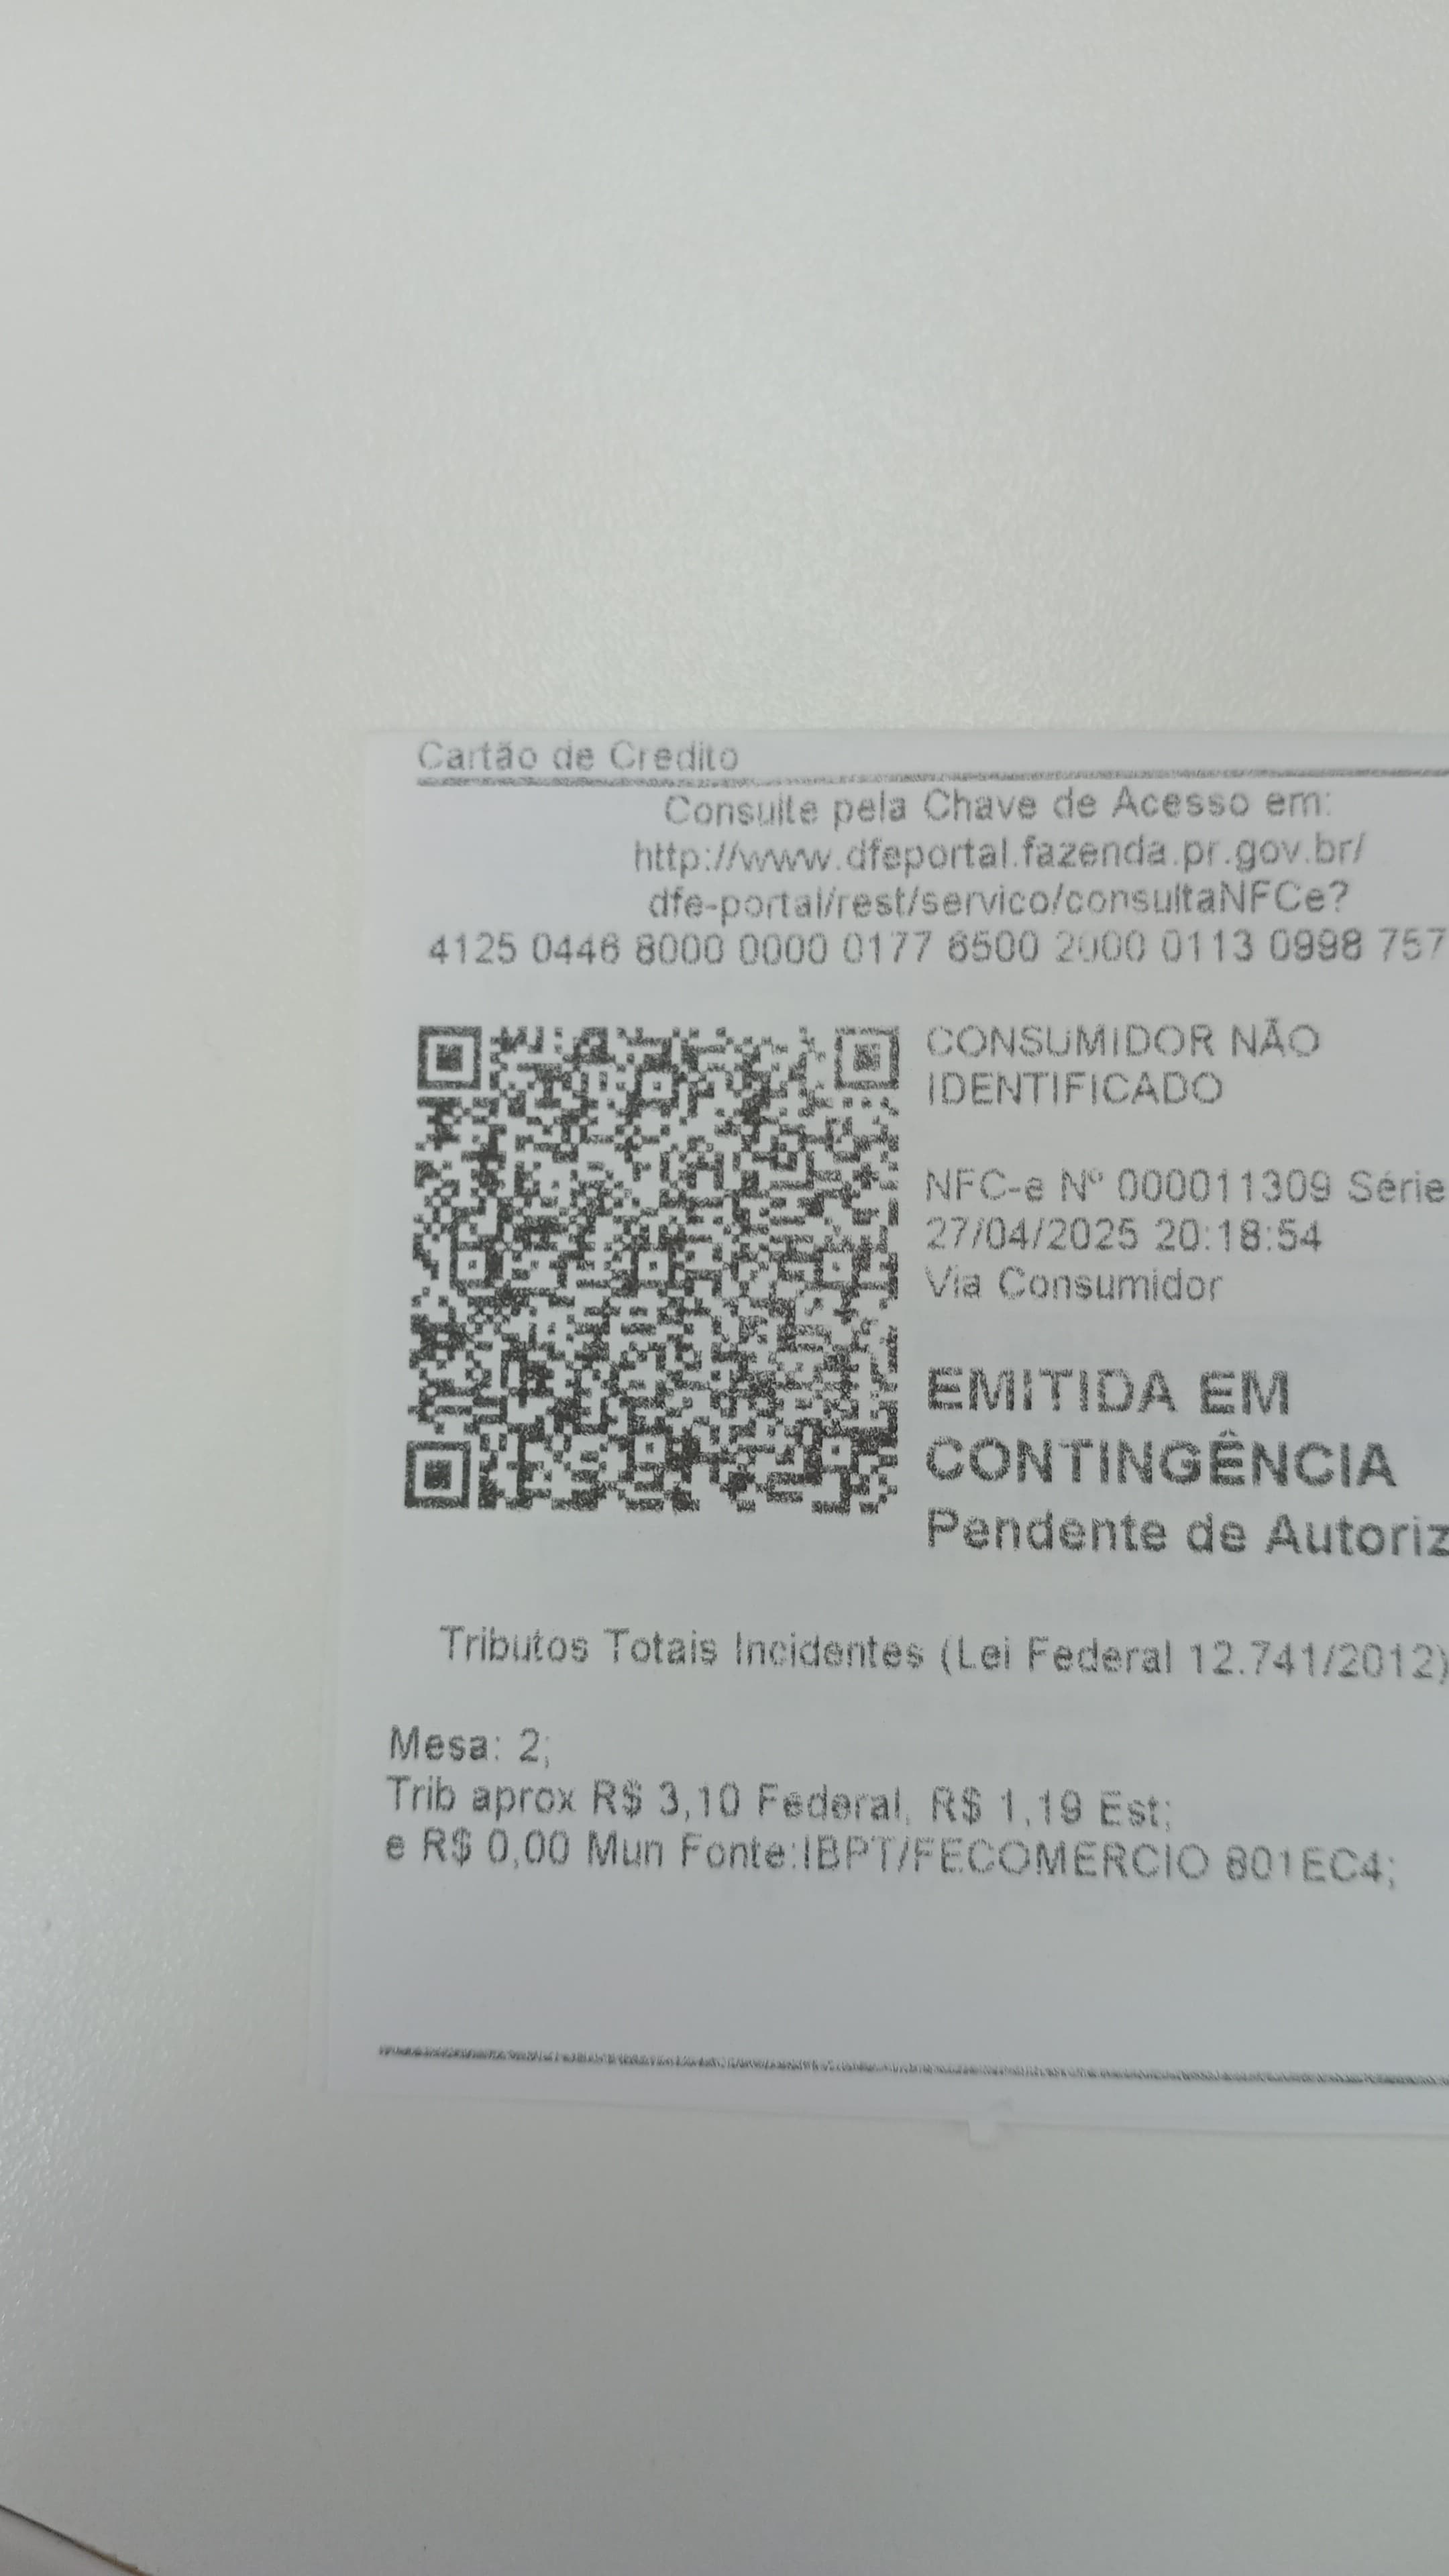 Cartão de Credito
Consulte pela Chave de Acesso em:
http://www.dfeportal.fazenda.pr.gov.br/
dfe-portal/rest/servico/consultaNFCe?
4125 0446 8000 0000 0177 6500 2000 0113 0998 757
CONSUMIDOR NÃO
IDENTIFICADO
NFC-e Nº 000011309 Série
27/04/2025 20:18:54
Via Consumidor
EMITIDA EM
CONTINGÊNCIA
Pendente de Autoriz
Tributos Totais Incidentes (Lei Federal 12.741/2012)
Mesa: 2;
Trib aprox R$ 3,10 Federal, R$ 1,19 Est;
e R$ 0,00 Mun Fonte:IBPT/FECOMERCIO 801EC4;